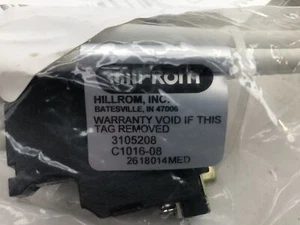 Hill-Rom
HILLROM, INC.
BATESVILLE, IN 47006
WARRANTY VOID IF THIS
TAG REMOVED
3105208
C1016-08
2618014MED